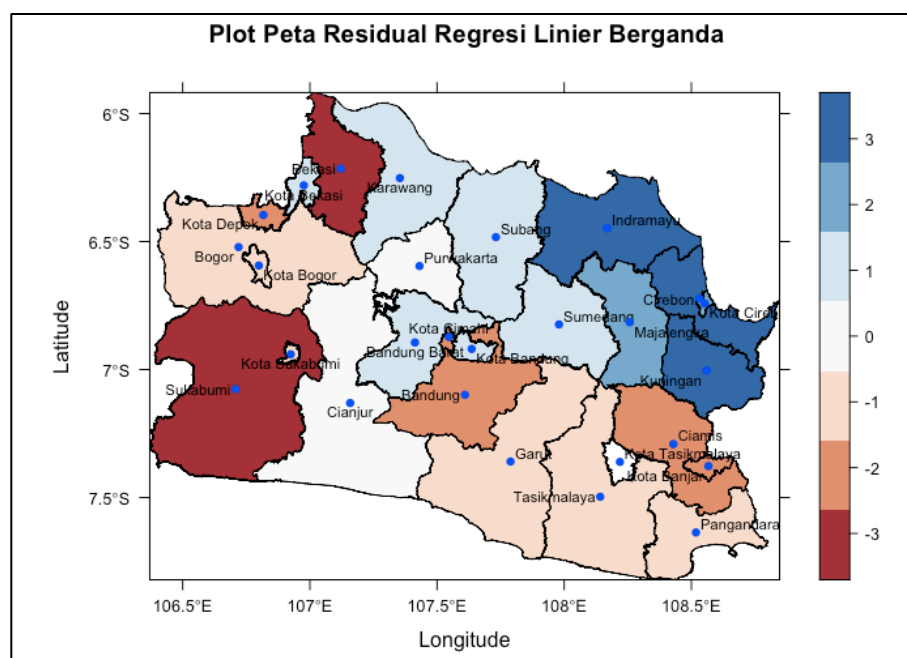 Plot Peta Residual Regresi Linier Berganda
6°S
6.5°S
7°S
7.5°S
Latitude
Bekasi
Kota Bekasi
Karawang
Kota Depok
Subang
Indramayu
Bogor
Kota Bogor
Purwakarta
Cirebon
Kota Cireb
Sumedang
Majalengka
Kota Cimahi
Bandung Barat
Kota Bandung
Kota Sukabumi
Sukabumi
Kuningan
Cianjur
Bandung
Ciamis
Garut
Kota Tasikmalaya
Kota Banjar
Tasikmalaya
Pangandara
106.5°E
107°E
107.5°E
108°E
108.5°E
Longitude
3
2
1
0
-1
-2
-3